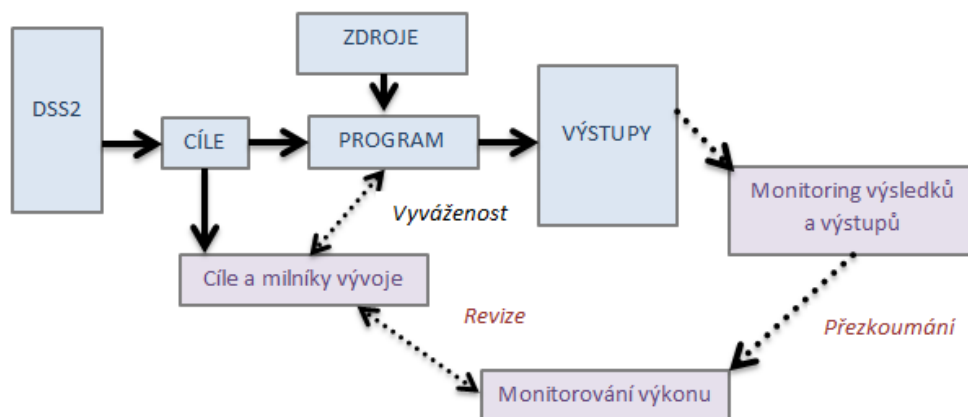 ZDROJE
DSS2
CÍLE
PROGRAM
VÝSTUPY
Monitoring výsledků
a výstupů
Vyváženost
Cíle a milníky vývoje
Revize
Přezkoumání
Monitorování výkonu